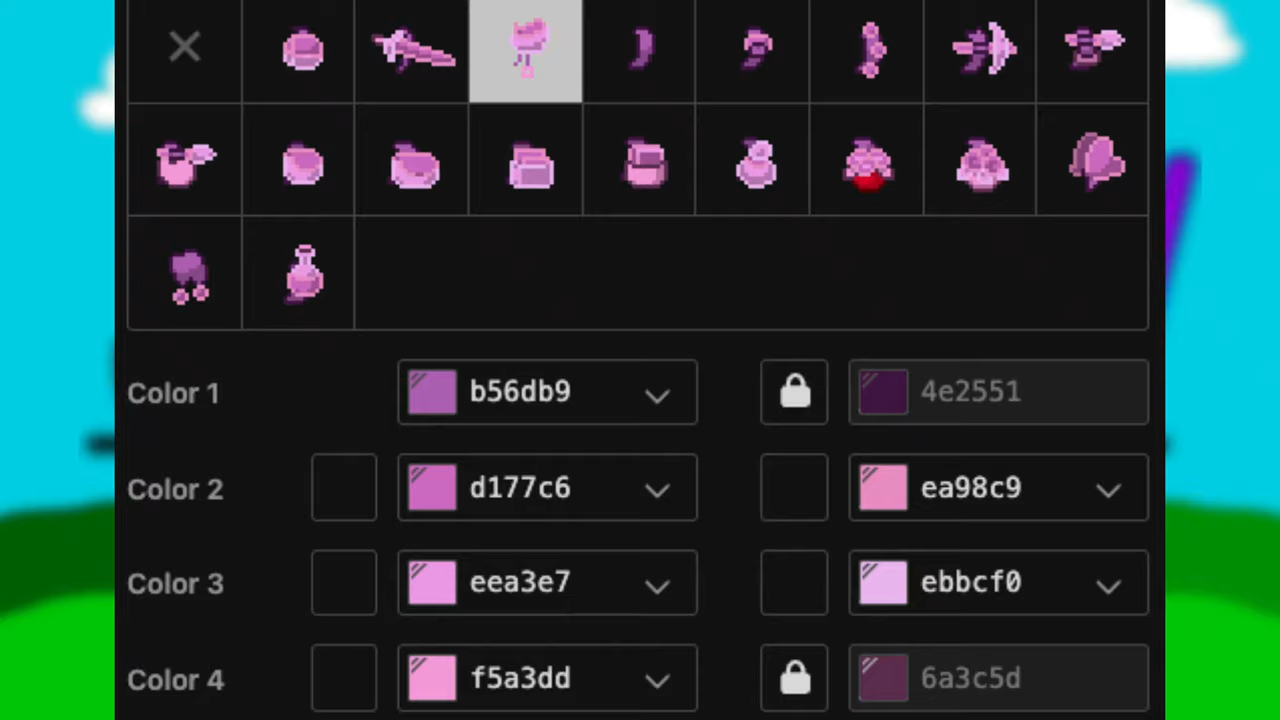 Color 1 b56db9 4e2551
Color 2 d177c6 ea98c9
Color 3 eea3e7 ebbcf0
Color 4 f5a3dd 6a3c5d